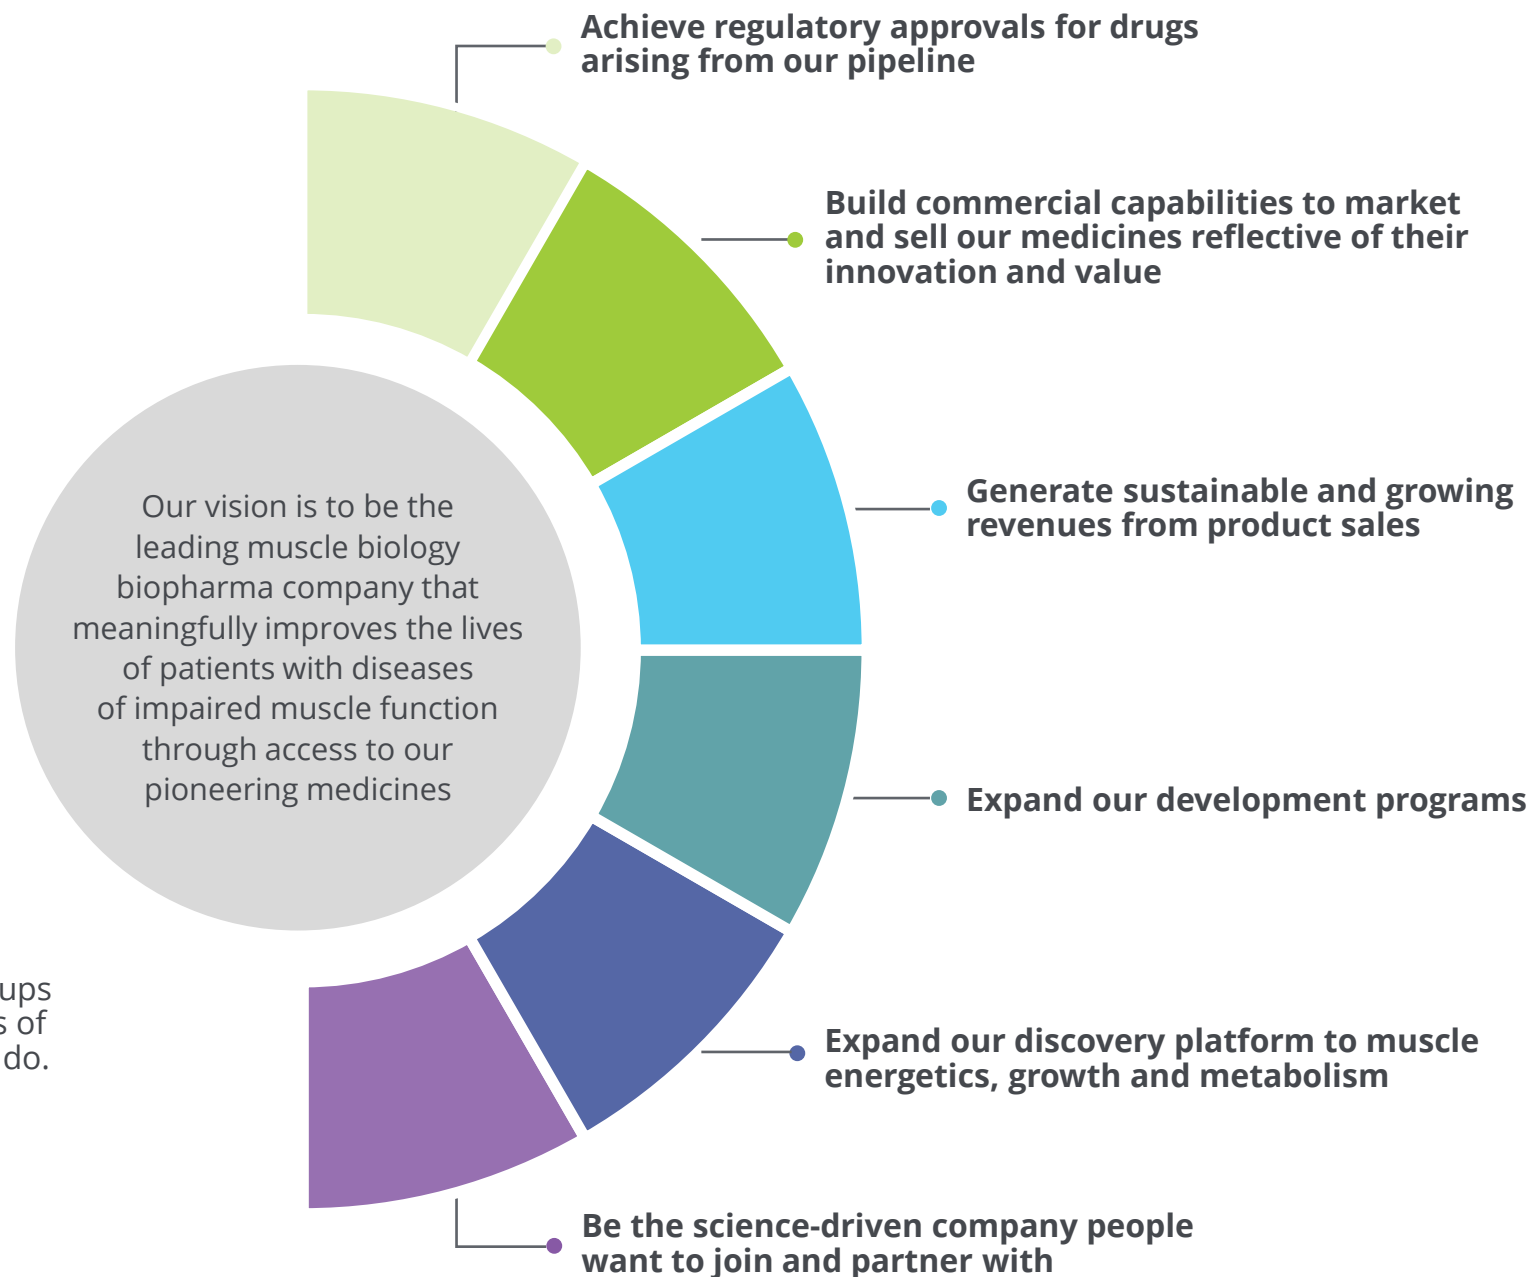 Achieve regulatory approvals for drugs
arising from our pipeline
Build commercial capabilities to market
and sell our medicines reflective of their
innovation and value
Generate sustainable and growing
revenues from product sales
Our vision is to be the
leading muscle biology
biopharma company that
meaningfully improves the lives
of patients with diseases
of impaired muscle function
through access to our
pioneering medicines
Expand our development programs
ups
s of
do.
Expand our discovery platform to muscle
energetics, growth and metabolism
Be the science-driven company people
want to join and partner with